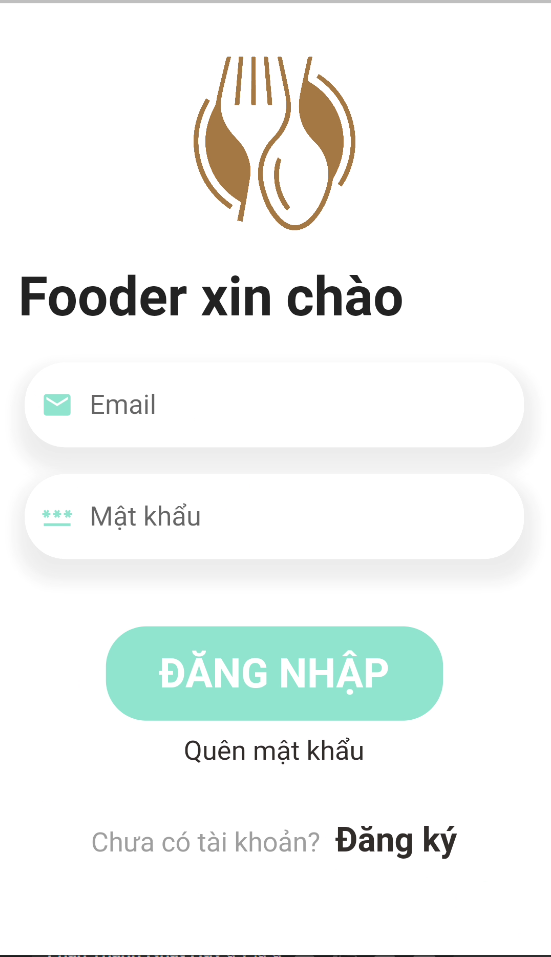 Fooder xin chào
Email
Mật khẩu
ĐĂNG NHẬP
Quên mật khẩu
Chưa có tài khoản? Đăng ký